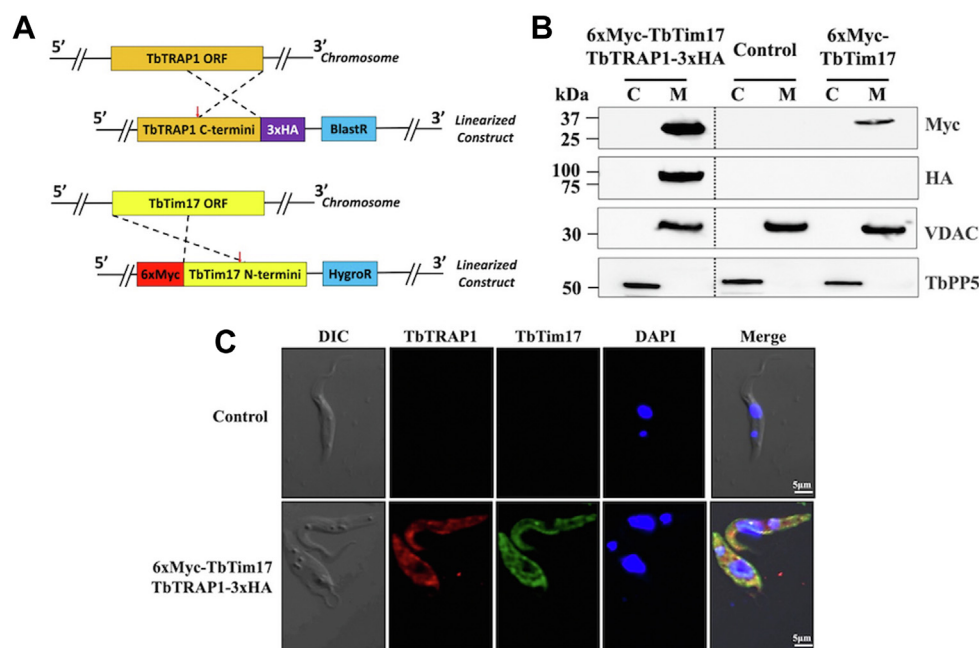 A
5’
3’
TbTRAP1 ORF
Chromosome
3’
TbTRAP1 C-termini
3xHA
BlastR
Linearized
Construct
5’
3’
TbTim17 ORF
Chromosome
3’
6xMyc
TbTim17 N-termini
HygroR
Linearized
Construct
B
6xMyc-TbTim17
TbTRAP1-3xHA
Control
6xMyc-
TbTim17
kDa
C M C M C M
37
25
Myc
100
75
HA
30
VDAC
50
TbPP5
C
DIC TbTRAP1 TbTim17 DAPI Merge
Control
5μm
6xMyc-TbTim17
TbTRAP1-3xHA
5μm